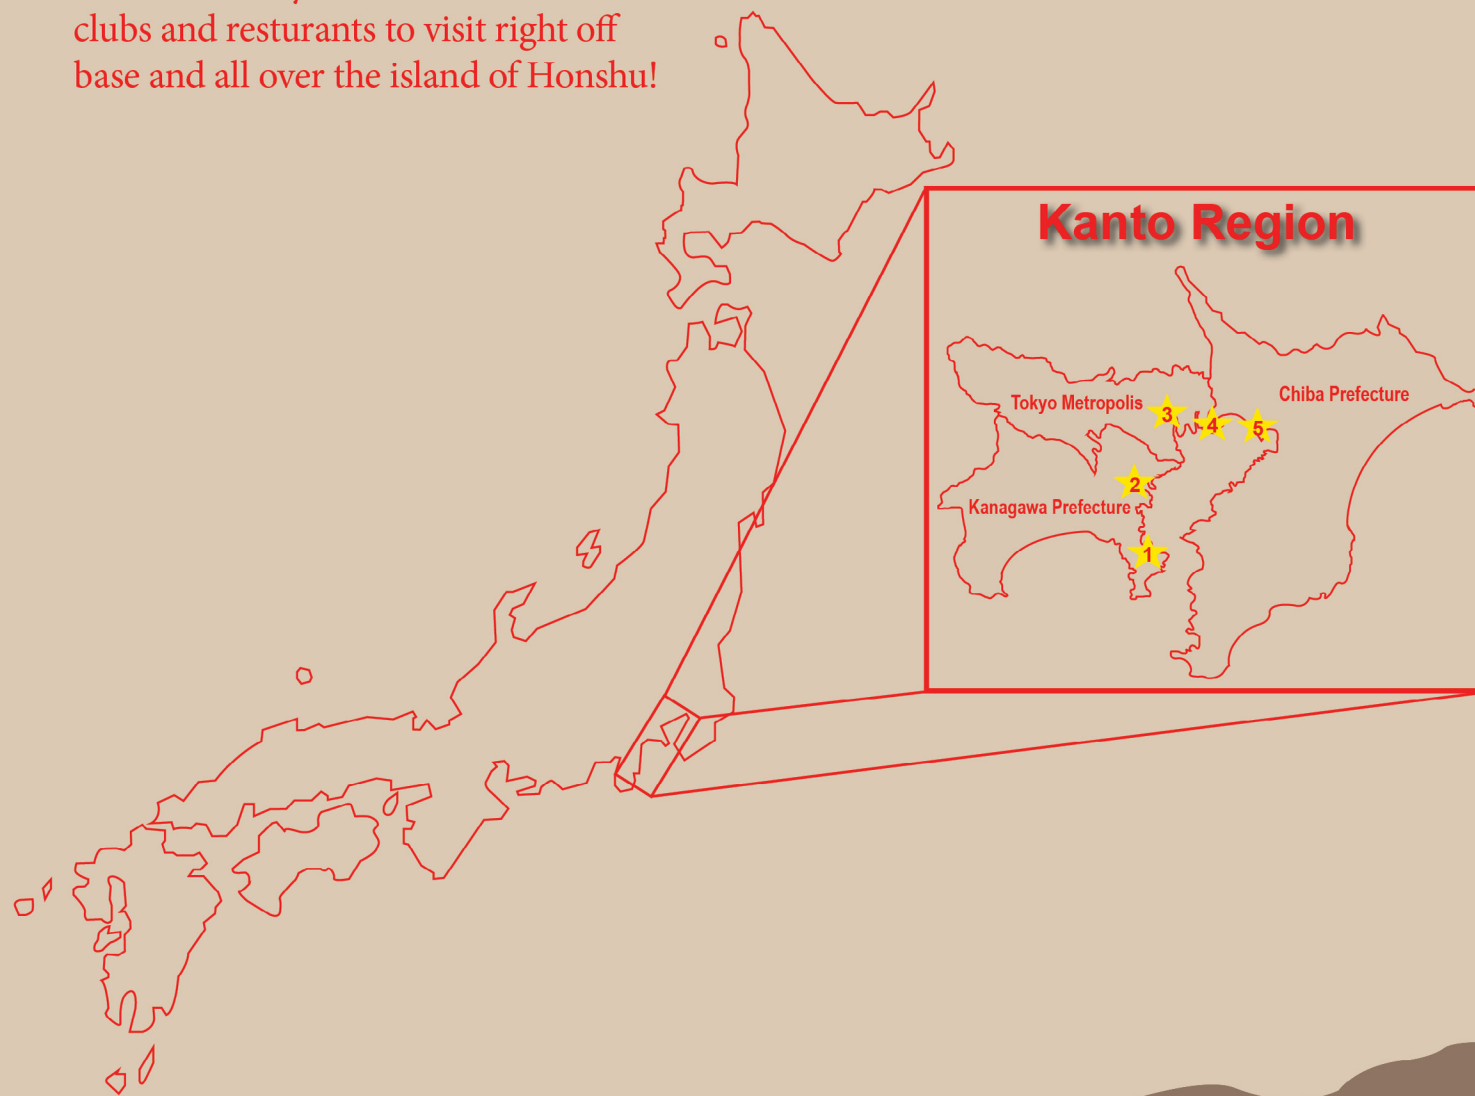 clubs and resturants to visit right off
base and all over the island of Honshu!
Kanto Region
Tokyo Metropolis
Chiba Prefecture
3
4
5
2
Kanagawa Prefecture
1